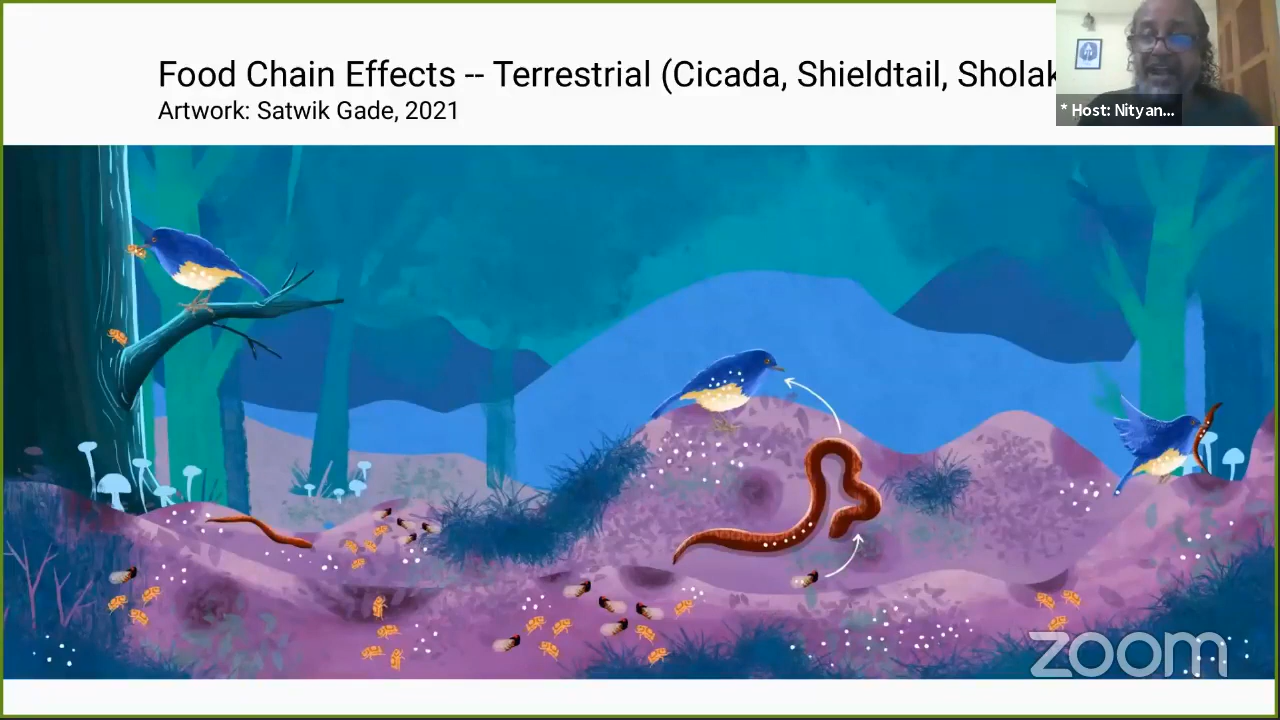 Food Chain Effects -- Terrestrial (Cicada, Shieldtail, Sholak
Artwork: Satwik Gade, 2021
* Host: Nityan...
zoom